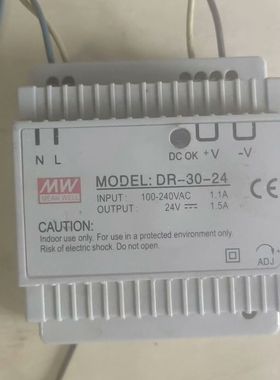 N L
DC OK +V -V
MW
MEAN WELL
MODEL: DR-30-24
INPUT: 100-240VAC 1.1A
OUTPUT: 24V 1.5A
CE
CAUTION:
Indoor use only. For use in a protected environment only.
Risk of electric shock. Do not open.
ADJ